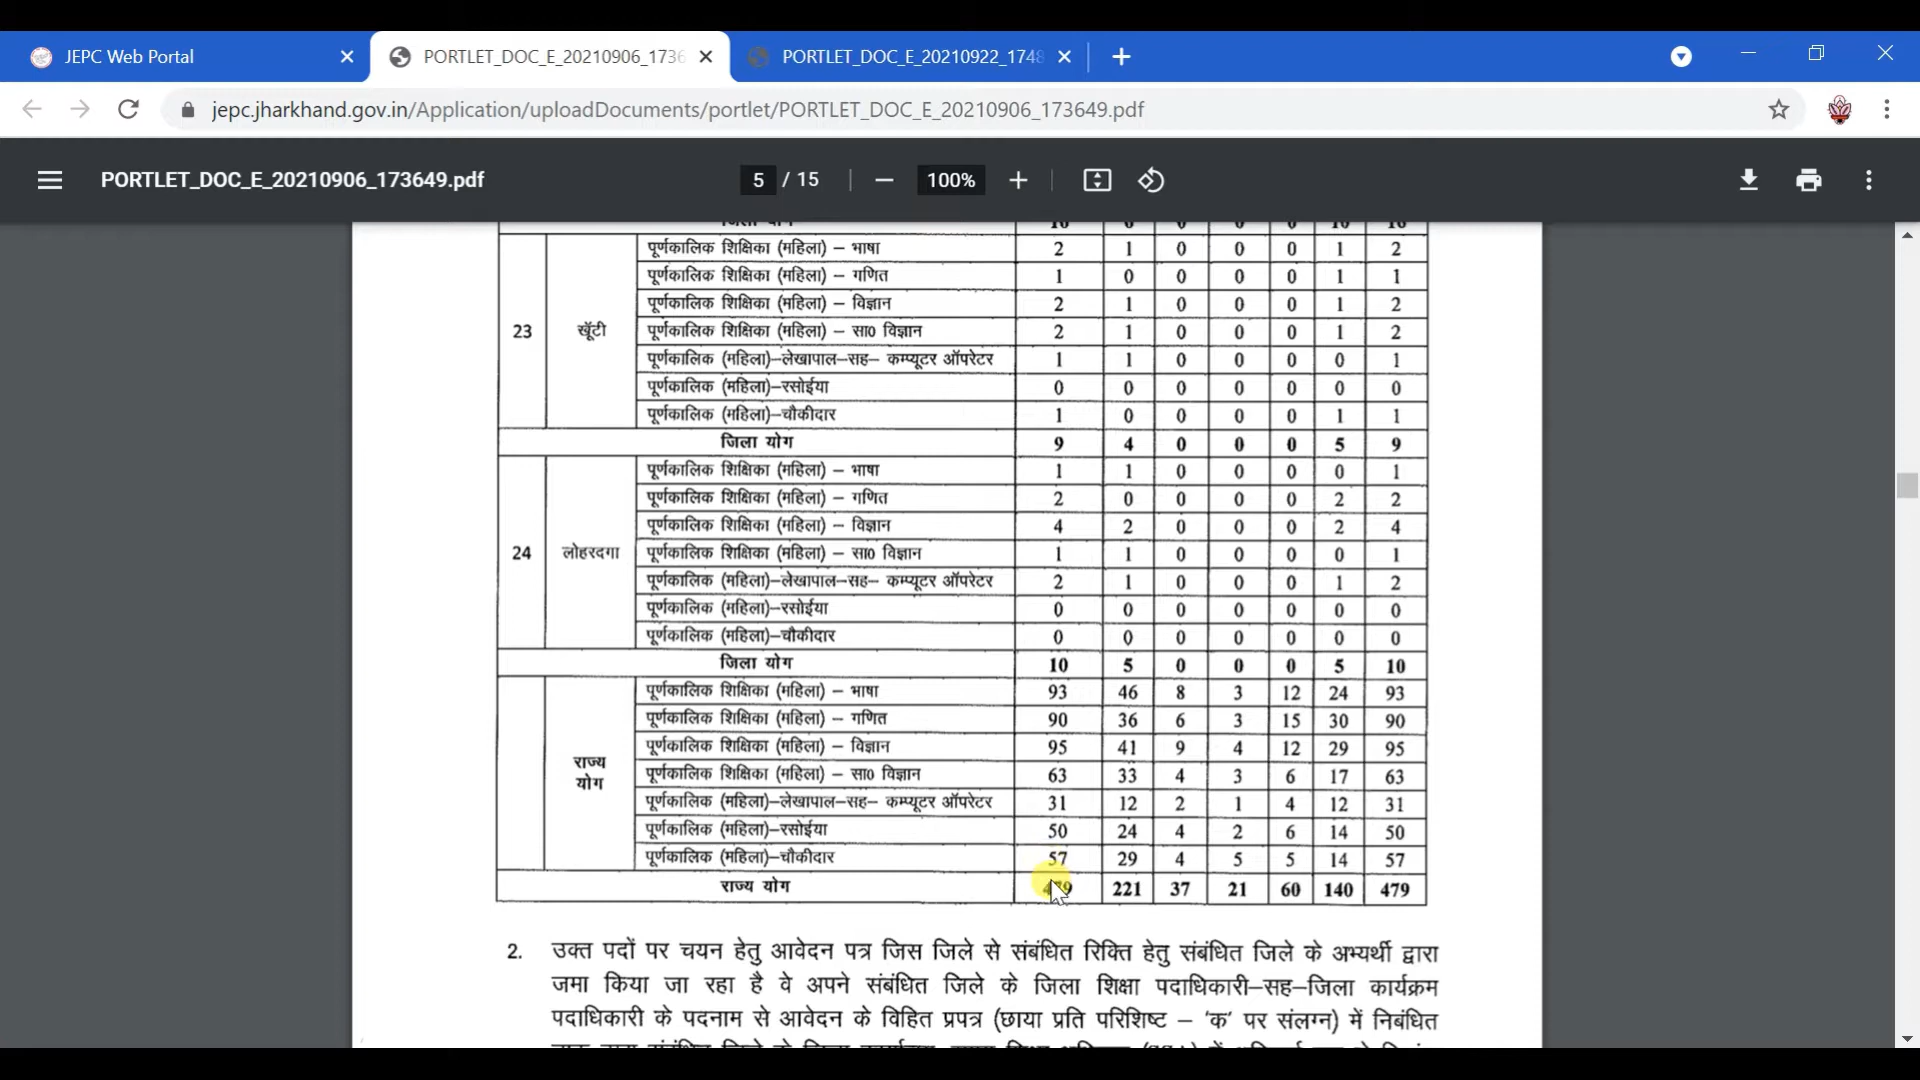 JEPC Web Portal
PORTLET_DOC_E_20210906_1736
PORTLET_DOC_E_20210922_1748
jepc.jharkhand.gov.in/Application/uploadDocuments/portlet/PORTLET_DOC_E_20210906_173649.pdf
PORTLET_DOC_E_20210906_173649.pdf
5 / 15
100%
23 खूँटी
पूर्णकालिक शिक्षिका (महिला) – भाषा 2 1 0 0 0 1 2
पूर्णकालिक शिक्षिका (महिला) – गणित 1 0 0 0 0 1 1
पूर्णकालिक शिक्षिका (महिला) – विज्ञान 2 1 0 0 0 1 2
पूर्णकालिक शिक्षिका (महिला) – सा0 विज्ञान 2 1 0 0 0 1 2
पूर्णकालिक (महिला)–लेखापाल–सह– कम्प्यूटर ऑपरेटर 1 1 0 0 0 0 1
पूर्णकालिक (महिला)–रसोईया 0 0 0 0 0 0 0
पूर्णकालिक (महिला)–चौकीदार 1 0 0 0 0 1 1
जिला योग 9 4 0 0 0 5 9
24 लोहरदगा
पूर्णकालिक शिक्षिका (महिला) – भाषा 1 1 0 0 0 0 1
पूर्णकालिक शिक्षिका (महिला) – गणित 2 0 0 0 0 2 2
पूर्णकालिक शिक्षिका (महिला) – विज्ञान 4 2 0 0 0 2 4
पूर्णकालिक शिक्षिका (महिला) – सा0 विज्ञान 1 1 0 0 0 0 1
पूर्णकालिक (महिला)–लेखापाल–सह– कम्प्यूटर ऑपरेटर 2 1 0 0 0 1 2
पूर्णकालिक (महिला)–रसोईया 0 0 0 0 0 0 0
पूर्णकालिक (महिला)–चौकीदार 0 0 0 0 0 0 0
जिला योग 10 5 0 0 0 5 10
राज्य योग
पूर्णकालिक शिक्षिका (महिला) – भाषा 93 46 8 3 12 24 93
पूर्णकालिक शिक्षिका (महिला) – गणित 90 36 6 3 15 30 90
पूर्णकालिक शिक्षिका (महिला) – विज्ञान 95 41 9 4 12 29 95
पूर्णकालिक शिक्षिका (महिला) – सा0 विज्ञान 63 33 4 3 6 17 63
पूर्णकालिक (महिला)–लेखापाल–सह– कम्प्यूटर ऑपरेटर 31 12 2 1 4 12 31
पूर्णकालिक (महिला)–रसोईया 50 24 4 2 6 14 50
पूर्णकालिक (महिला)–चौकीदार 57 29 4 5 5 14 57
राज्य योग 479 221 37 21 60 140 479
2. उक्त पदों पर चयन हेतु आवेदन पत्र जिस जिले से संबंधित रिक्ति हेतु संबंधित जिले के अभ्यर्थी द्वारा
जमा किया जा रहा है वे अपने संबंधित जिले के जिला शिक्षा पदाधिकारी–सह–जिला कार्यक्रम
पदाधिकारी के पदनाम से आवेदन के विहित प्रपत्र (छाया प्रति परिशिष्ट – 'क' पर संलग्न) में निबंधित